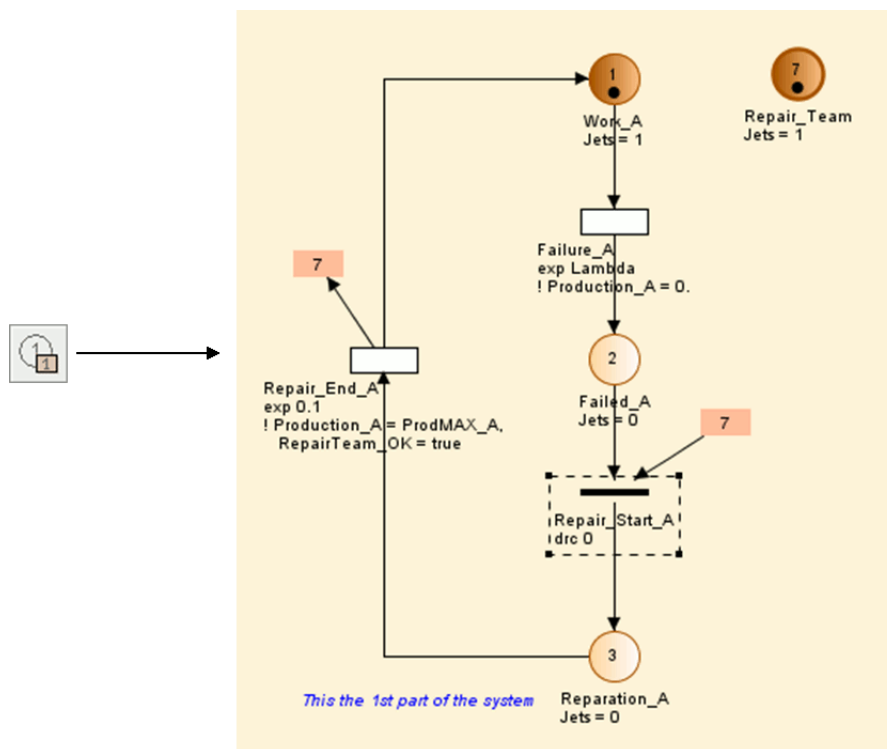 1
7
Work_A
Jets = 1
Repair_Team
Jets = 1
Failure_A
exp Lambda
! Production_A = 0.
7
2
Failed_A
Jets = 0
7
1
1
Repair_End_A
exp 0.1
! Production_A = ProdMAX_A,
RepairTeam_OK = true
Repair_Start_A
drc 0
3
This the 1st part of the system
Reparation_A
Jets = 0